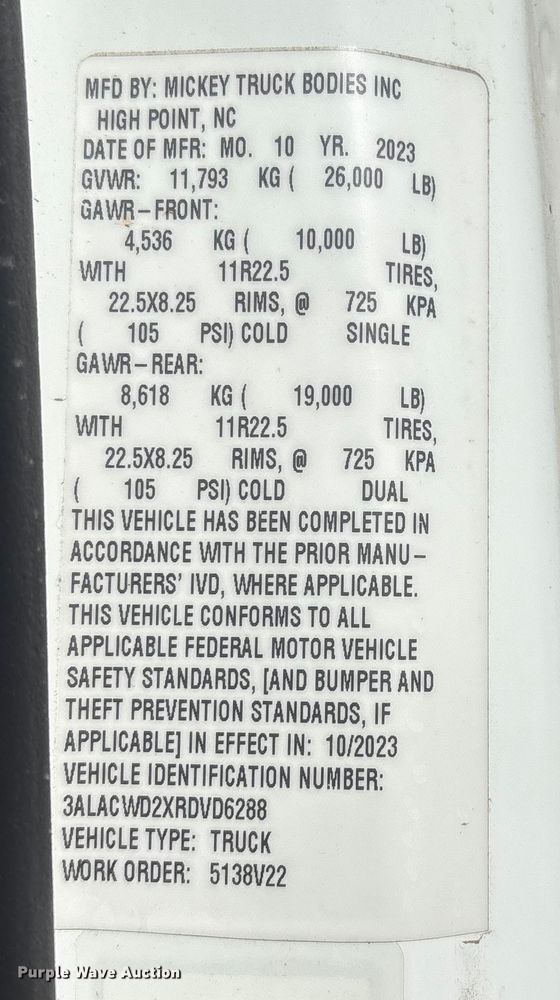 MFD BY: MICKEY TRUCK BODIES INC
HIGH POINT, NC
DATE OF MFR: MO. 10 YR. 2023
GVWR: 11,793 KG ( 26,000 LB)
GAWR-FRONT:
4,536 KG ( 10,000 LB)
WITH 11R22.5 TIRES,
22.5X8.25 RIMS, @ 725 KPA
( 105 PSI) COLD SINGLE
GAWR-REAR:
8,618 KG ( 19,000 LB)
WITH 11R22.5 TIRES,
22.5X8.25 RIMS, @ 725 KPA
( 105 PSI) COLD DUAL
THIS VEHICLE HAS BEEN COMPLETED IN
ACCORDANCE WITH THE PRIOR MANU-
FACTURERS' IVD, WHERE APPLICABLE.
THIS VEHICLE CONFORMS TO ALL
APPLICABLE FEDERAL MOTOR VEHICLE
SAFETY STANDARDS, [AND BUMPER AND
THEFT PREVENTION STANDARDS, IF
APPLICABLE] IN EFFECT IN: 10/2023
VEHICLE IDENTIFICATION NUMBER:
3ALACWD2XRDVD6288
VEHICLE TYPE: TRUCK
WORK ORDER: 5138V22
Purple Wave Auction